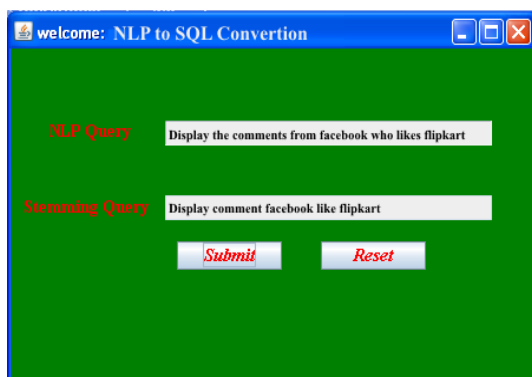 welcome: NLP to SQL Convertion
NLP Query Display the comments from facebook who likes flipkart
Stemming Query Display comment facebook like flipkart
Submit Reset